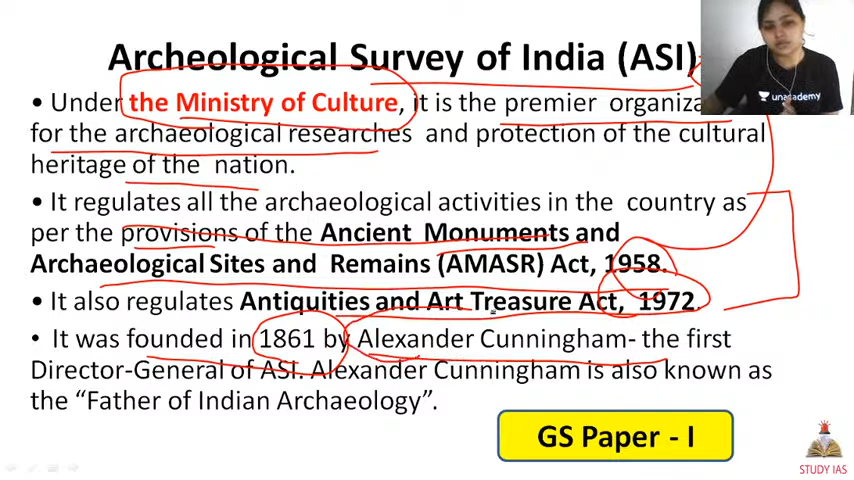 Archeological Survey of India (ASI)
• Under the Ministry of Culture, it is the premier
for the archaeological researches and protection of the cultural
heritage of the nation.
• It regulates all the archaeological activities in the country as
per the provisions of the Ancient Monuments and
Archaeological Sites and Remains (AMASR) Act, 1958.
• It also regulates Antiquities and Art Treasure Act, 1972.
• It was founded in 1861 by Alexander Cunningham- the first
Director-General of ASI. Alexander Cunningham is also known as
the “Father of Indian Archaeology”.
GS Paper - I
unacademy
STUDY IAS